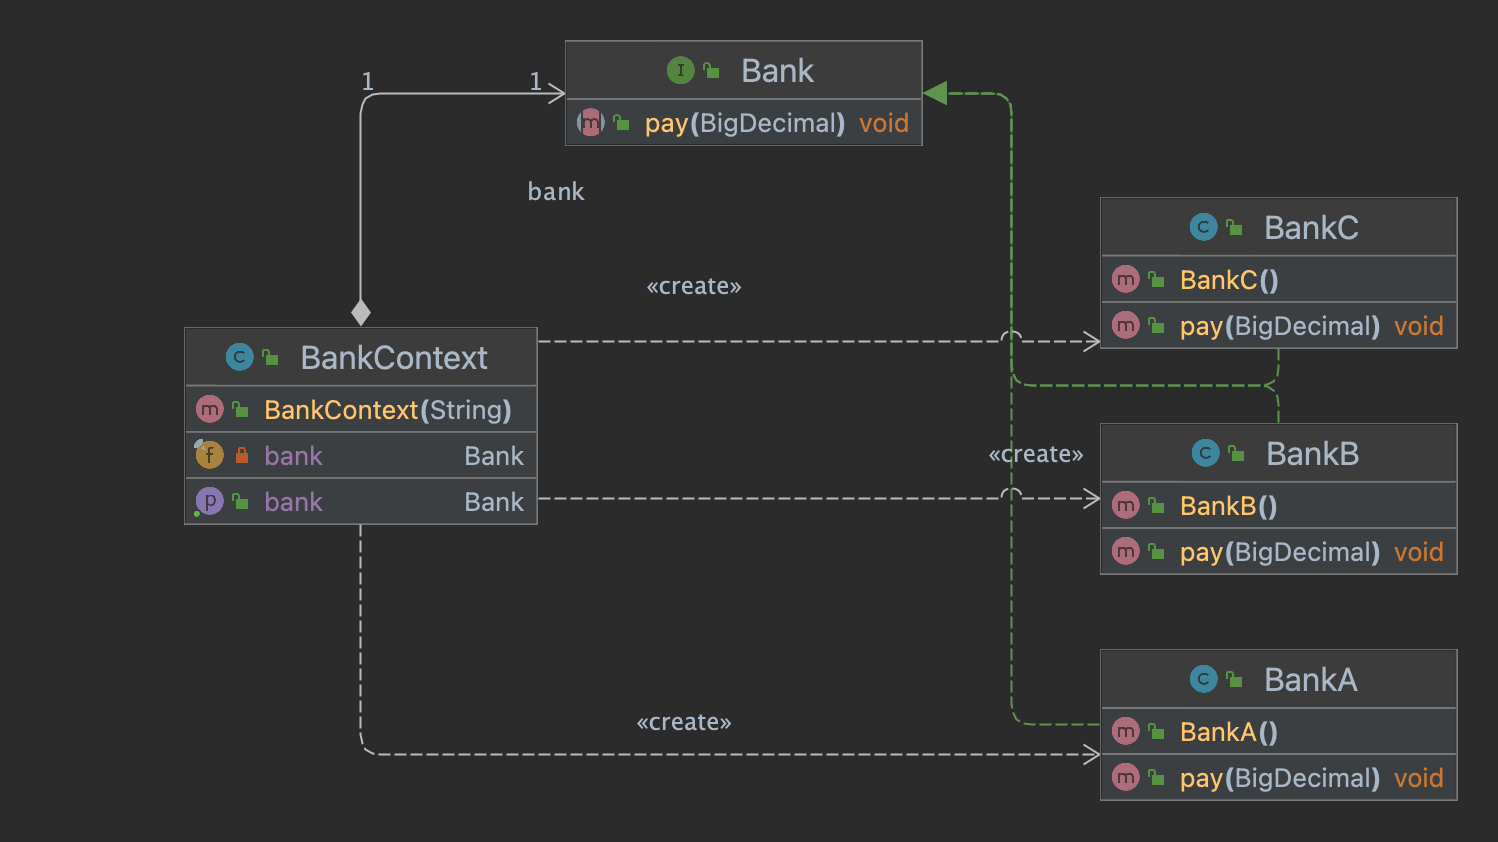 1
1
I Bank
m pay(BigDecimal) void
bank
C BankC
m BankC()
m pay(BigDecimal) void
«create»
C BankContext
m BankContext(String)
f bank Bank
p bank Bank
«create»
C BankB
m BankB()
m pay(BigDecimal) void
«create»
C BankA
m BankA()
m pay(BigDecimal) void